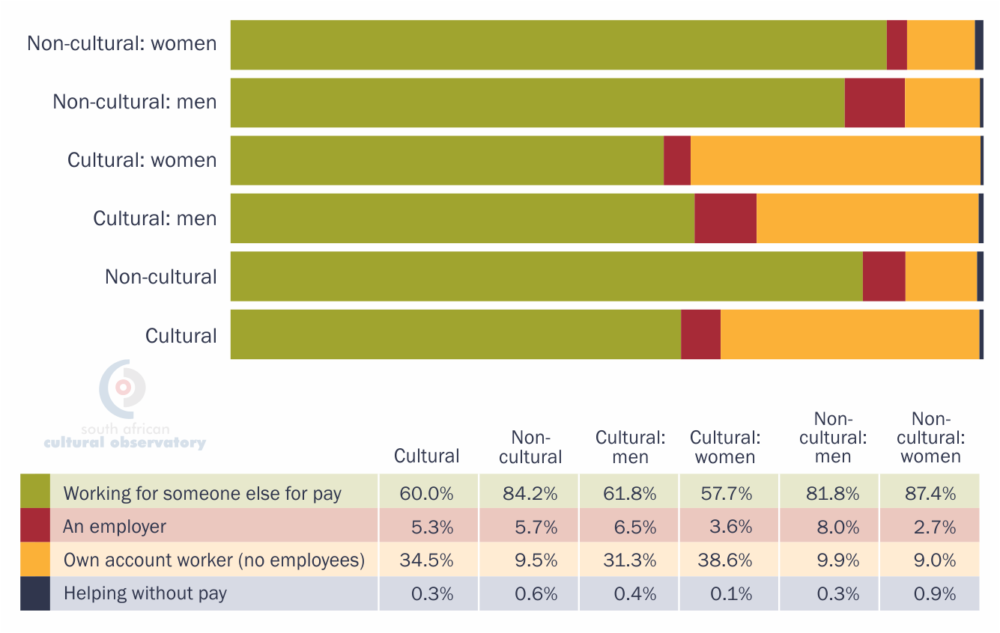 Non-cultural: women
Non-cultural: men
Cultural: women
Cultural: men
Non-cultural
Cultural
south african
cultural observatory
Cultural
Non-
cultural
Cultural:
men
Cultural:
women
Non-
cultural:
men
Non-
cultural:
women
Working for someone else for pay 60.0% 84.2% 61.8% 57.7% 81.8% 87.4%
An employer 5.3% 5.7% 6.5% 3.6% 8.0% 2.7%
Own account worker (no employees) 34.5% 9.5% 31.3% 38.6% 9.9% 9.0%
Helping without pay 0.3% 0.6% 0.4% 0.1% 0.3% 0.9%